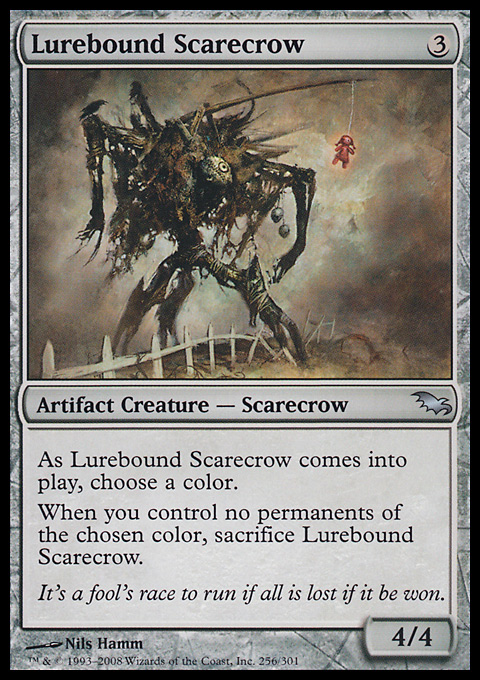 Lurebound Scarecrow 3
Artifact Creature — Scarecrow
As Lurebound Scarecrow comes into
play, choose a color.
When you control no permanents of
the chosen color, sacrifice Lurebound
Scarecrow.
It's a fool's race to run if all is lost if it be won.
Nils Hamm
4/4
™ & © 1993–2008 Wizards of the Coast, Inc. 256/301